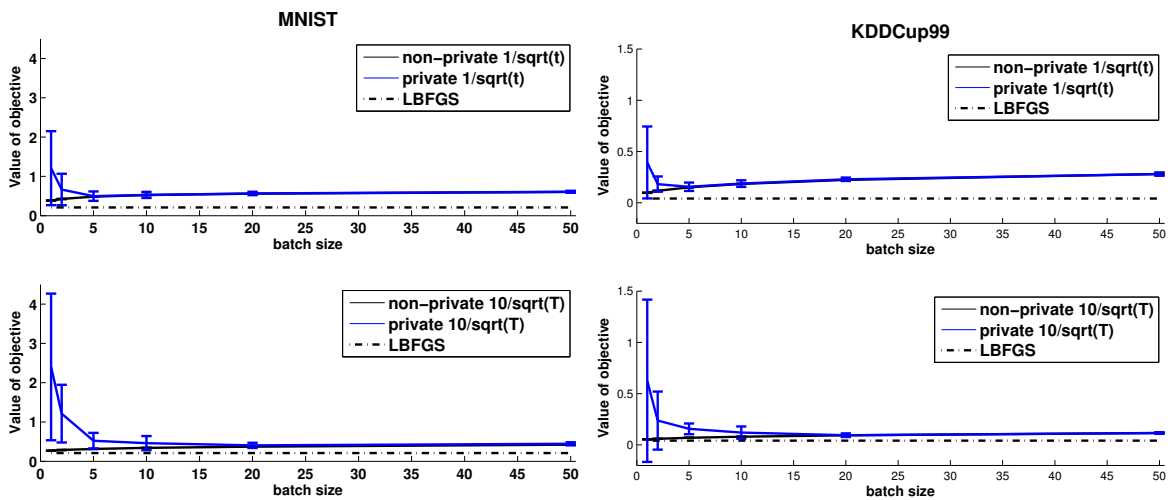 MNIST
Value of objective
4
3
2
1
0
non-private 1/sqrt(t)
private 1/sqrt(t)
LBFGS
0 5 10 15 20 25 30 35 40 45 50
batch size
KDDCup99
Value of objective
1.5
1
0.5
0
non-private 1/sqrt(t)
private 1/sqrt(t)
LBFGS
0 5 10 15 20 25 30 35 40 45 50
batch size
Value of objective
4
3
2
1
0
non-private 10/sqrt(T)
private 10/sqrt(T)
LBFGS
0 5 10 15 20 25 30 35 40 45 50
batch size
Value of objective
1.5
1
0.5
0
non-private 10/sqrt(T)
private 10/sqrt(T)
LBFGS
0 5 10 15 20 25 30 35 40 45 50
batch size